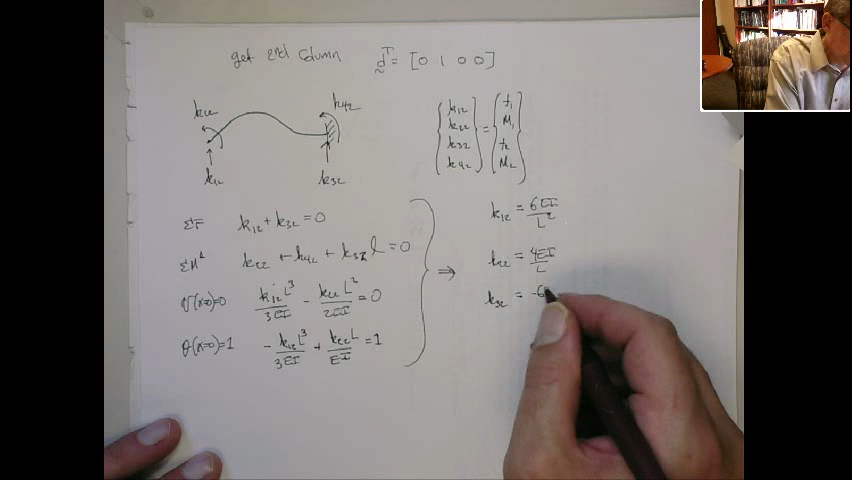 get 2nd column d^T = [0 1 0 0]
k22 k42
k12 k32
{k12 k22 k32 k42} = {f1 M1 f2 M2}
ΣF k12 + k32 = 0
ΣM^A k22 + k42 + k32 l = 0
v(x=0)=0 k12 L^3/3EI - k22 L^2/2EI = 0
θ(x=0)=1 - k12 L^3/3EI + k22 L/EI = 1
⇒
k12 = 6EI/L^2
k22 = 4EI/L
k32 = -6